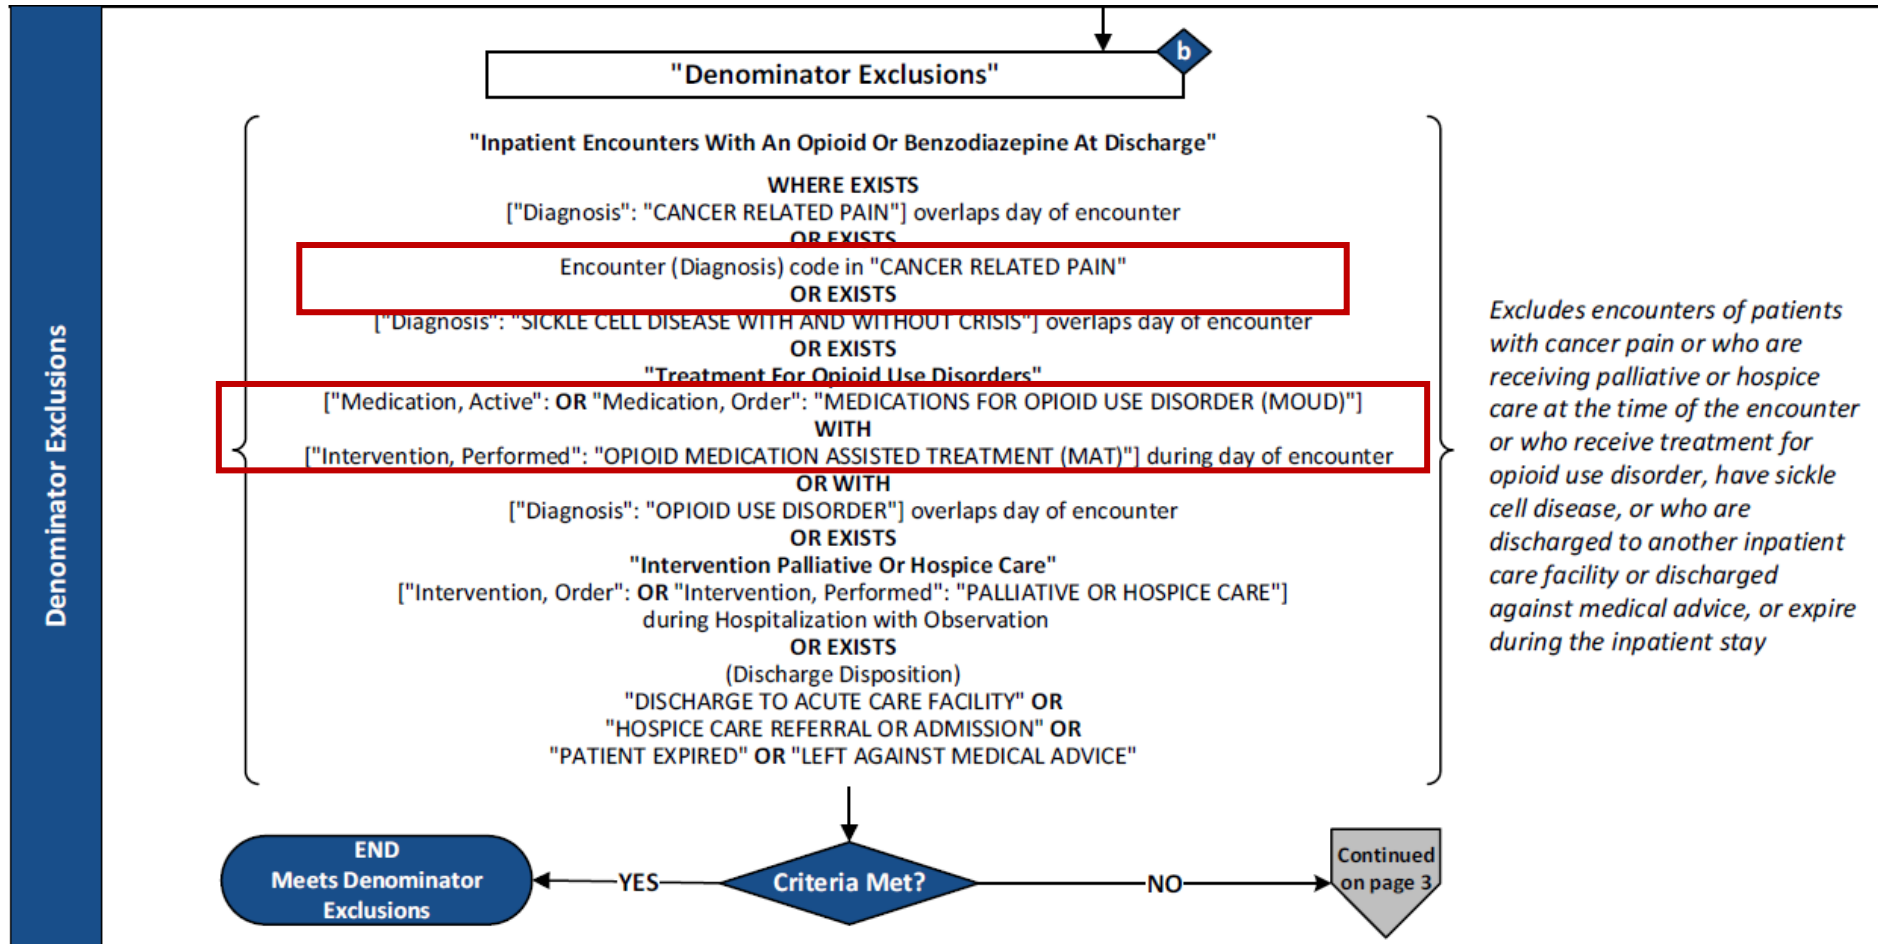 Denominator Exclusions
b
"Denominator Exclusions"
"Inpatient Encounters With An Opioid Or Benzodiazepine At Discharge"
WHERE EXISTS
["Diagnosis": "CANCER RELATED PAIN"] overlaps day of encounter
OR EXISTS
Encounter (Diagnosis) code in "CANCER RELATED PAIN"
OR EXISTS
["Diagnosis": "SICKLE CELL DISEASE WITH AND WITHOUT CRISIS"] overlaps day of encounter
OR EXISTS
"Treatment For Opioid Use Disorders"
["Medication, Active": OR "Medication, Order": "MEDICATIONS FOR OPIOID USE DISORDER (MOUD)"]
WITH
["Intervention, Performed": "OPIOID MEDICATION ASSISTED TREATMENT (MAT)"] during day of encounter
OR WITH
["Diagnosis": "OPIOID USE DISORDER"] overlaps day of encounter
OR EXISTS
"Intervention Palliative Or Hospice Care"
["Intervention, Order": OR "Intervention, Performed": "PALLIATIVE OR HOSPICE CARE"]
during Hospitalization with Observation
OR EXISTS
(Discharge Disposition)
"DISCHARGE TO ACUTE CARE FACILITY" OR
"HOSPICE CARE REFERRAL OR ADMISSION" OR
"PATIENT EXPIRED" OR "LEFT AGAINST MEDICAL ADVICE"
Excludes encounters of patients
with cancer pain or who are
receiving palliative or hospice
care at the time of the encounter
or who receive treatment for
opioid use disorder, have sickle
cell disease, or who are
discharged to another inpatient
care facility or discharged
against medical advice, or expire
during the inpatient stay
END
Meets Denominator
Exclusions
YES
Criteria Met?
NO
Continued
on page 3